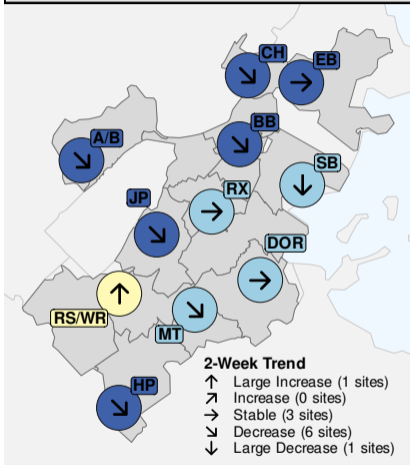 CH
EB
BB
A/B
SB
RX
JP
DOR
RS/WR
MT
HP
2-Week Trend
↑ Large Increase (1 sites)
↗ Increase (0 sites)
→ Stable (3 sites)
↘ Decrease (6 sites)
↓ Large Decrease (1 sites)